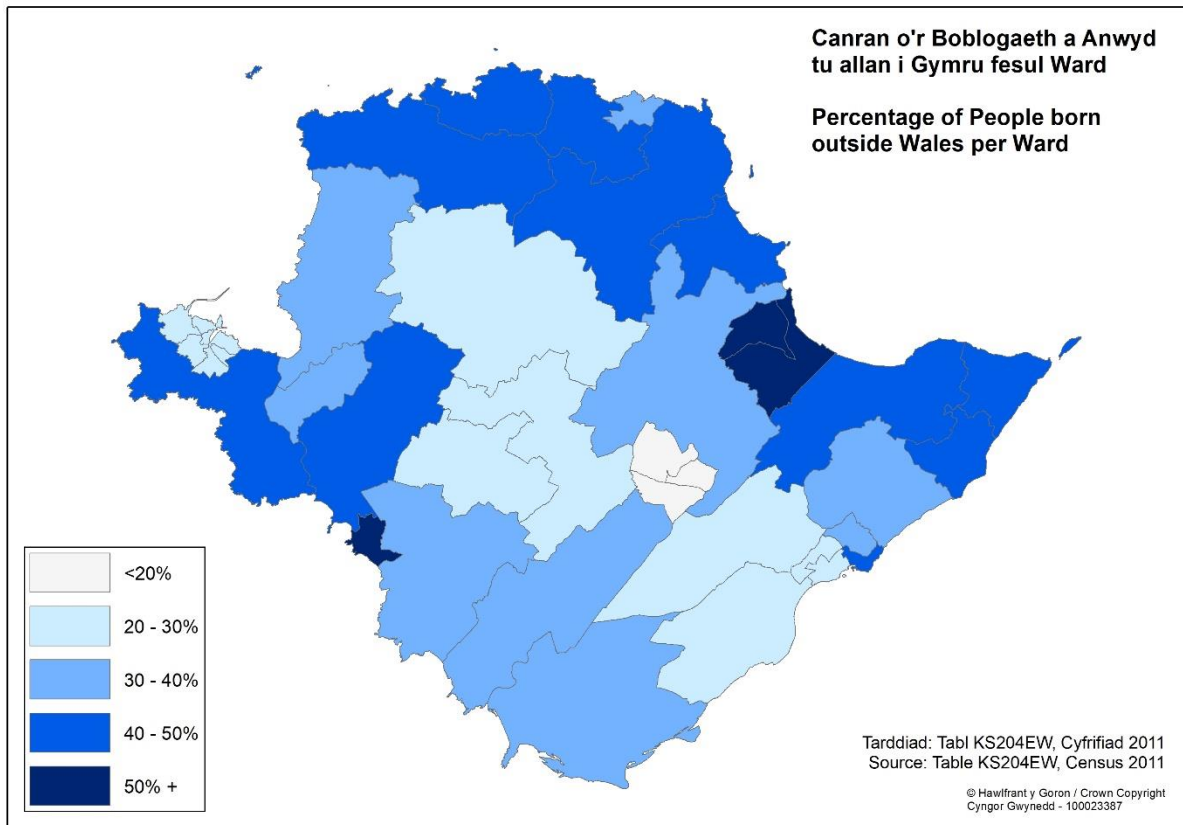 Canran o'r Boblogaeth a Anwyd
tu allan i Gymru fesul Ward
Percentage of People born
outside Wales per Ward
<20%
20 - 30%
30 - 40%
40 - 50%
50% +
Tarddiad: Tabl KS204EW, Cyfrifiad 2011
Source: Table KS204EW, Census 2011
© Hawlfraint y Goron / Crown Copyright
Cyngor Gwynedd - 100023387